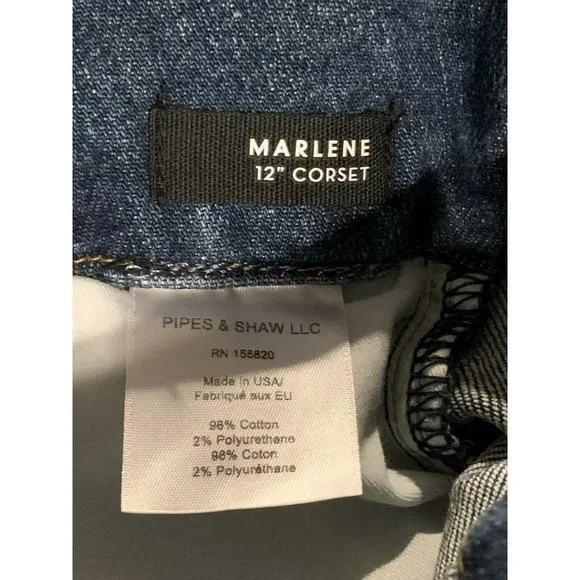 MARLENE
12" CORSET
PIPES & SHAW LLC
RN 155820
Made in USA/
Fabriqué aux EU
98% Cotton
2% Polyurethane
98% Coton
2% Polyuréthane